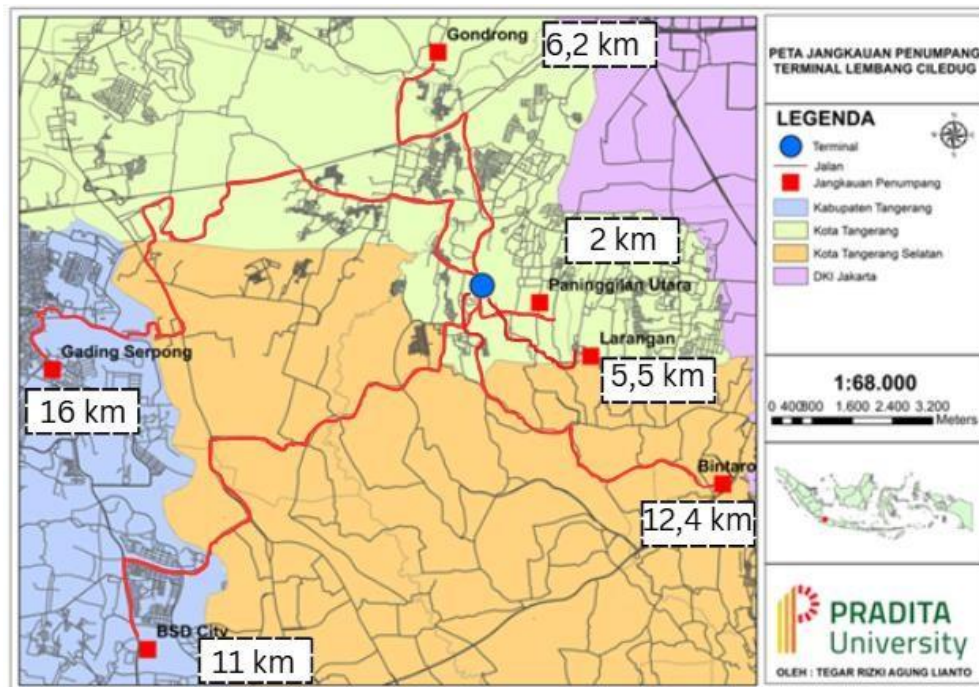 Gondrong
6,2 km
2 km
Paninggilan Utara
Larangan
5,5 km
Gading Serpong
16 km
Bintaro
12,4 km
BSD City
11 km
PETA JANGKAUAN PENUMPANG
TERMINAL LEMBANG CILEDUG
LEGENDA
Terminal
Jalan
Jangkauan Penumpang
Kabupaten Tangerang
Kota Tangerang
Kota Tangerang Selatan
DKI Jakarta
1:68.000
0 400800 1.600 2.400 3.200
Meters
PRADITA
University
OLEH : TEGAR RIZKI AGUNG LIANTO